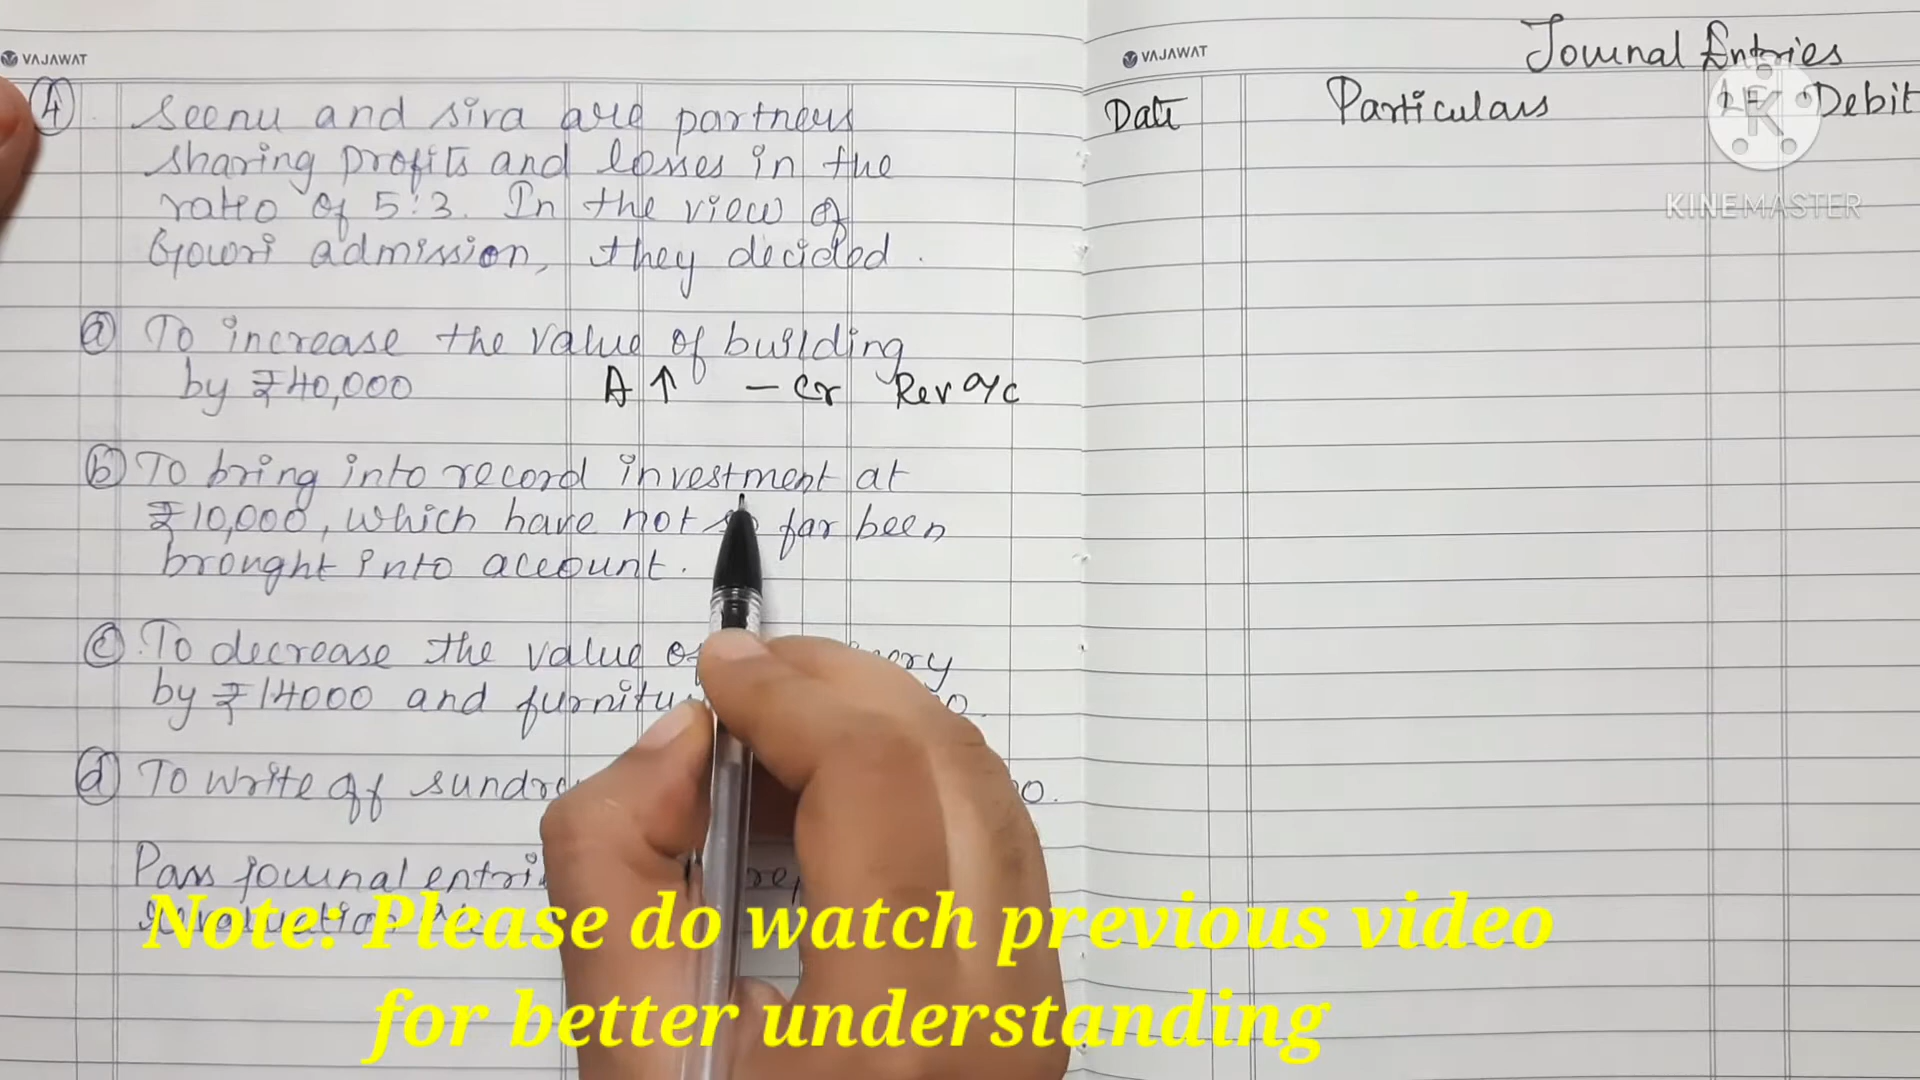 VAJAWAT
4 Seenu and siva are partners
sharing profits and losses in the
ratio of 5:3. In the view of
Gowri admission, they decided.
a To increase the value of building
by ₹40,000 A ↑ - Cr Rev a/c
b To bring into record investment at
₹10,000, which have not so far been
brought into account.
c To decrease the value of
by ₹14000 and
d To write off
Pass journal
VAJAWAT
Journal Entries
Date Particulars LF Debit
KINEMASTER
Note: Please do watch previous video
for better understanding